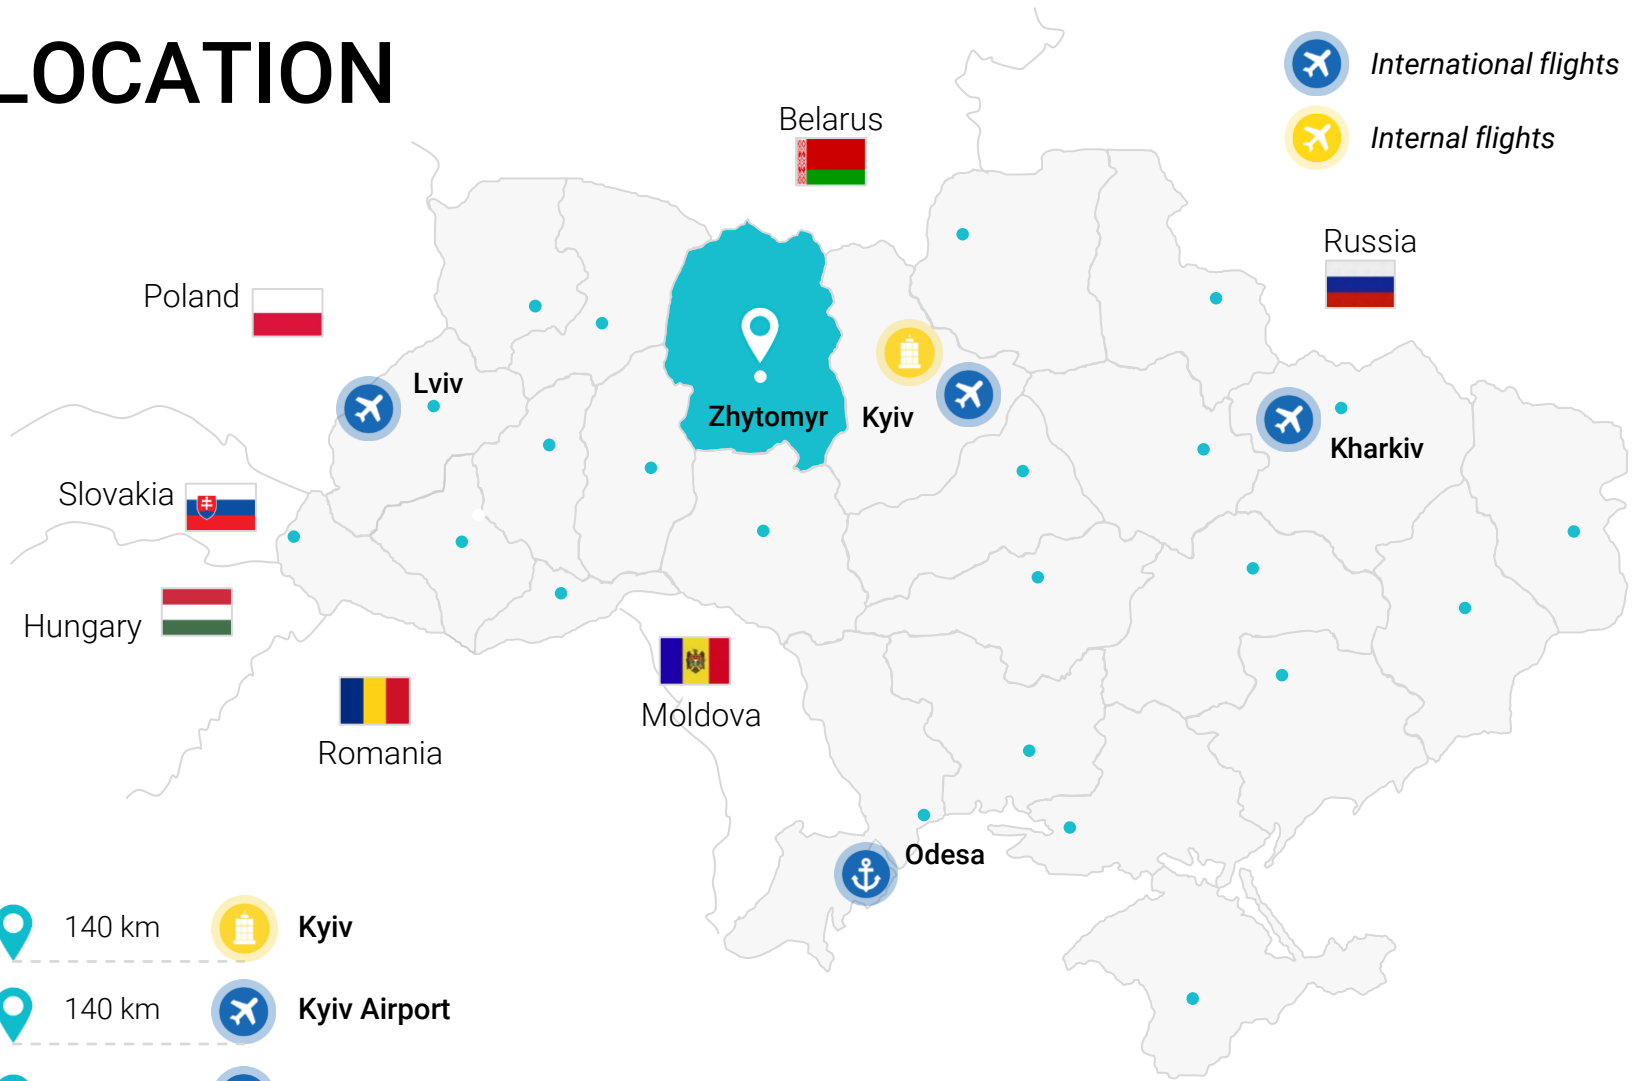 LOCATION
International flights
Internal flights
Belarus
Russia
Poland
Lviv
Zhytomyr
Kyiv
Kharkiv
Slovakia
Hungary
Moldova
Romania
Odesa
140 km Kyiv
140 km Kyiv Airport